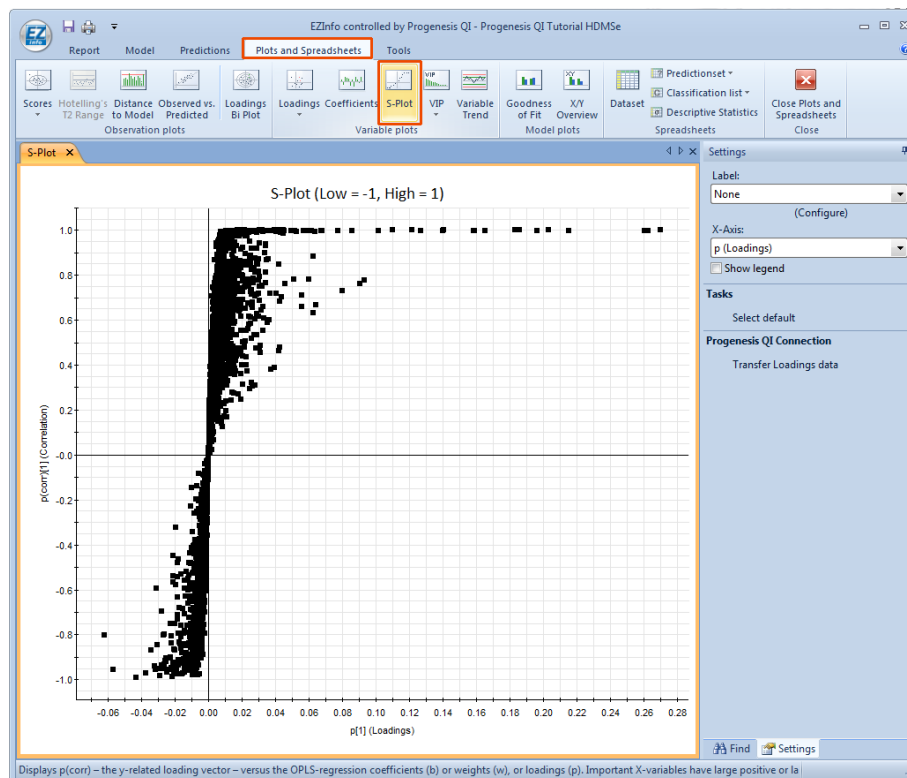 EZ
info
EZInfo controlled by Progenesis QI - Progenesis QI Tutorial HDMSe
Report Model Predictions Plots and Spreadsheets Tools
Scores Hotelling's T2 Range Distance to Model Observed vs. Predicted Loadings Bi Plot
Observation plots
Loadings Coefficients S-Plot VIP VIP Variable Trend
Variable plots
Goodness of Fit XY X/Y Overview
Model plots
Dataset
Predictionset
Classification list
Descriptive Statistics
Spreadsheets
Close Plots and Spreadsheets
Close
S-Plot
S-Plot (Low = -1, High = 1)
1.0
0.8
0.6
0.4
0.2
-0.0
-0.2
-0.4
-0.6
-0.8
-1.0
p(corr)[1] (Correlation)
-0.06 -0.04 -0.02 0.00 0.02 0.04 0.06 0.08 0.10 0.12 0.14 0.16 0.18 0.20 0.22 0.24 0.26 0.28
p[1] (Loadings)
Settings
Label:
None
(Configure)
X-Axis:
p (Loadings)
Show legend
Tasks
Select default
Progenesis QI Connection
Transfer Loadings data
Find Settings
Displays p(corr) – the y-related loading vector – versus the OPLS-regression coefficients (b) or weights (w), or loadings (p). Important X-variables have large positive or la